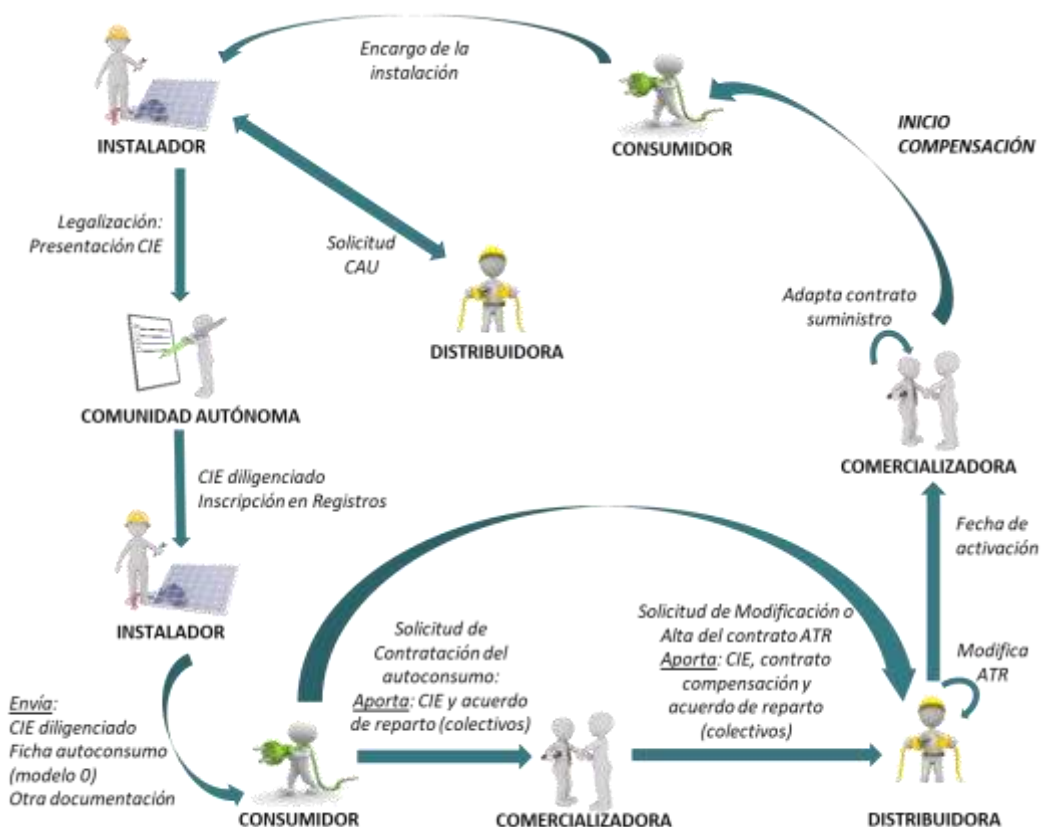 Encargo de la
instalación
INSTALADOR
CONSUMIDOR
INICIO
COMPENSACIÓN
Legalización:
Presentación CIE
Solicitud
CAU
DISTRIBUIDORA
Adapta contrato
suministro
COMUNIDAD AUTÓNOMA
COMERCIALIZADORA
CIE diligenciado
Inscripción en Registros
Fecha de
activación
INSTALADOR
Solicitud de
Contratación del
autoconsumo:
Aporta: CIE y acuerdo
de reparto (colectivos)
Solicitud de Modificación o
Alta del contrato ATR
Aporta: CIE, contrato
compensación y
acuerdo de reparto
(colectivos)
Modifica
ATR
Envía:
CIE diligenciado
Ficha autoconsumo
(modelo 0)
Otra documentación
CONSUMIDOR
COMERCIALIZADORA
DISTRIBUIDORA